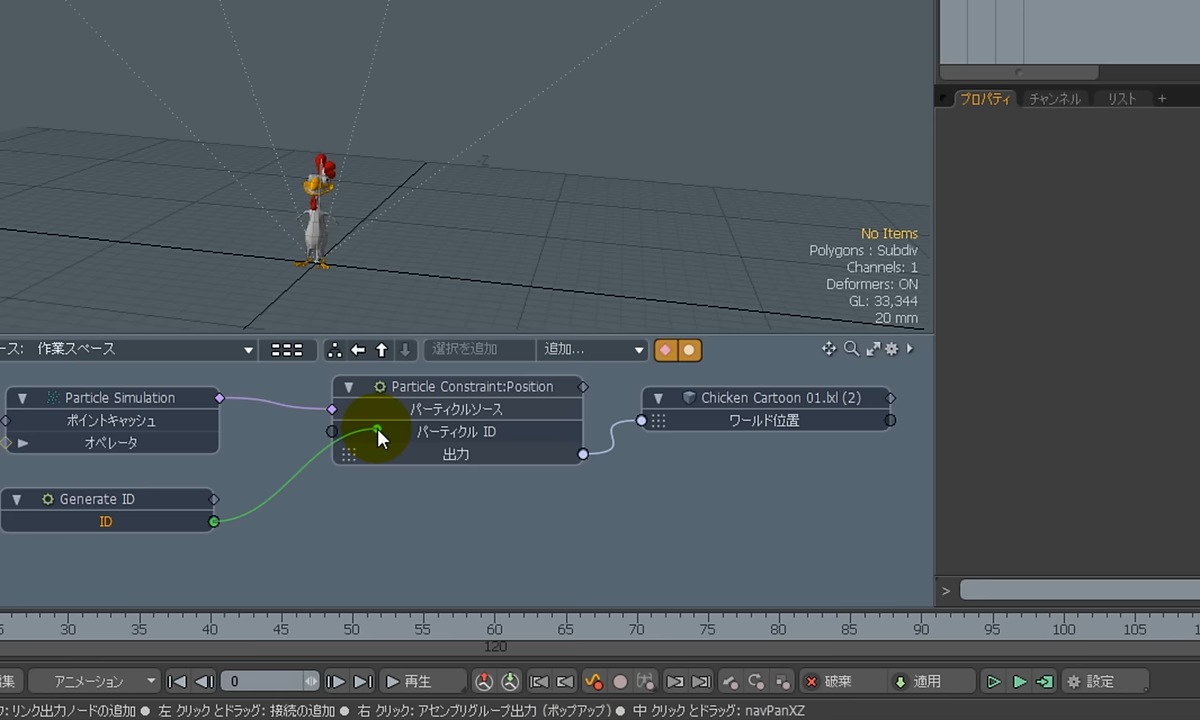 プロパティ チャンネル リスト +
Z
No Items
Polygons : Subdiv
Channels: 1
Deformers: ON
GL: 33,344
20 mm
ース: 作業スペース 選択を追加 追加...
Particle Simulation
ポイントキャッシュ
オペレータ
Particle Constraint:Position
パーティクルソース
パーティクル ID
出力
Chicken Cartoon 01.lxl (2)
ワールド位置
Generate ID
ID
>
30 35 40 45 50 55 60 65 70 75 80 85 90 95 100 105
120
集 アニメーション 0 再生 破棄 適用 設定
ク: リンク出力ノードの追加 ● 左 クリックとドラッグ: 接続の追加 ● 右 クリック: アセンブリグループ出力 (ポップアップ) ● 中 クリックとドラッグ: navPanXZ